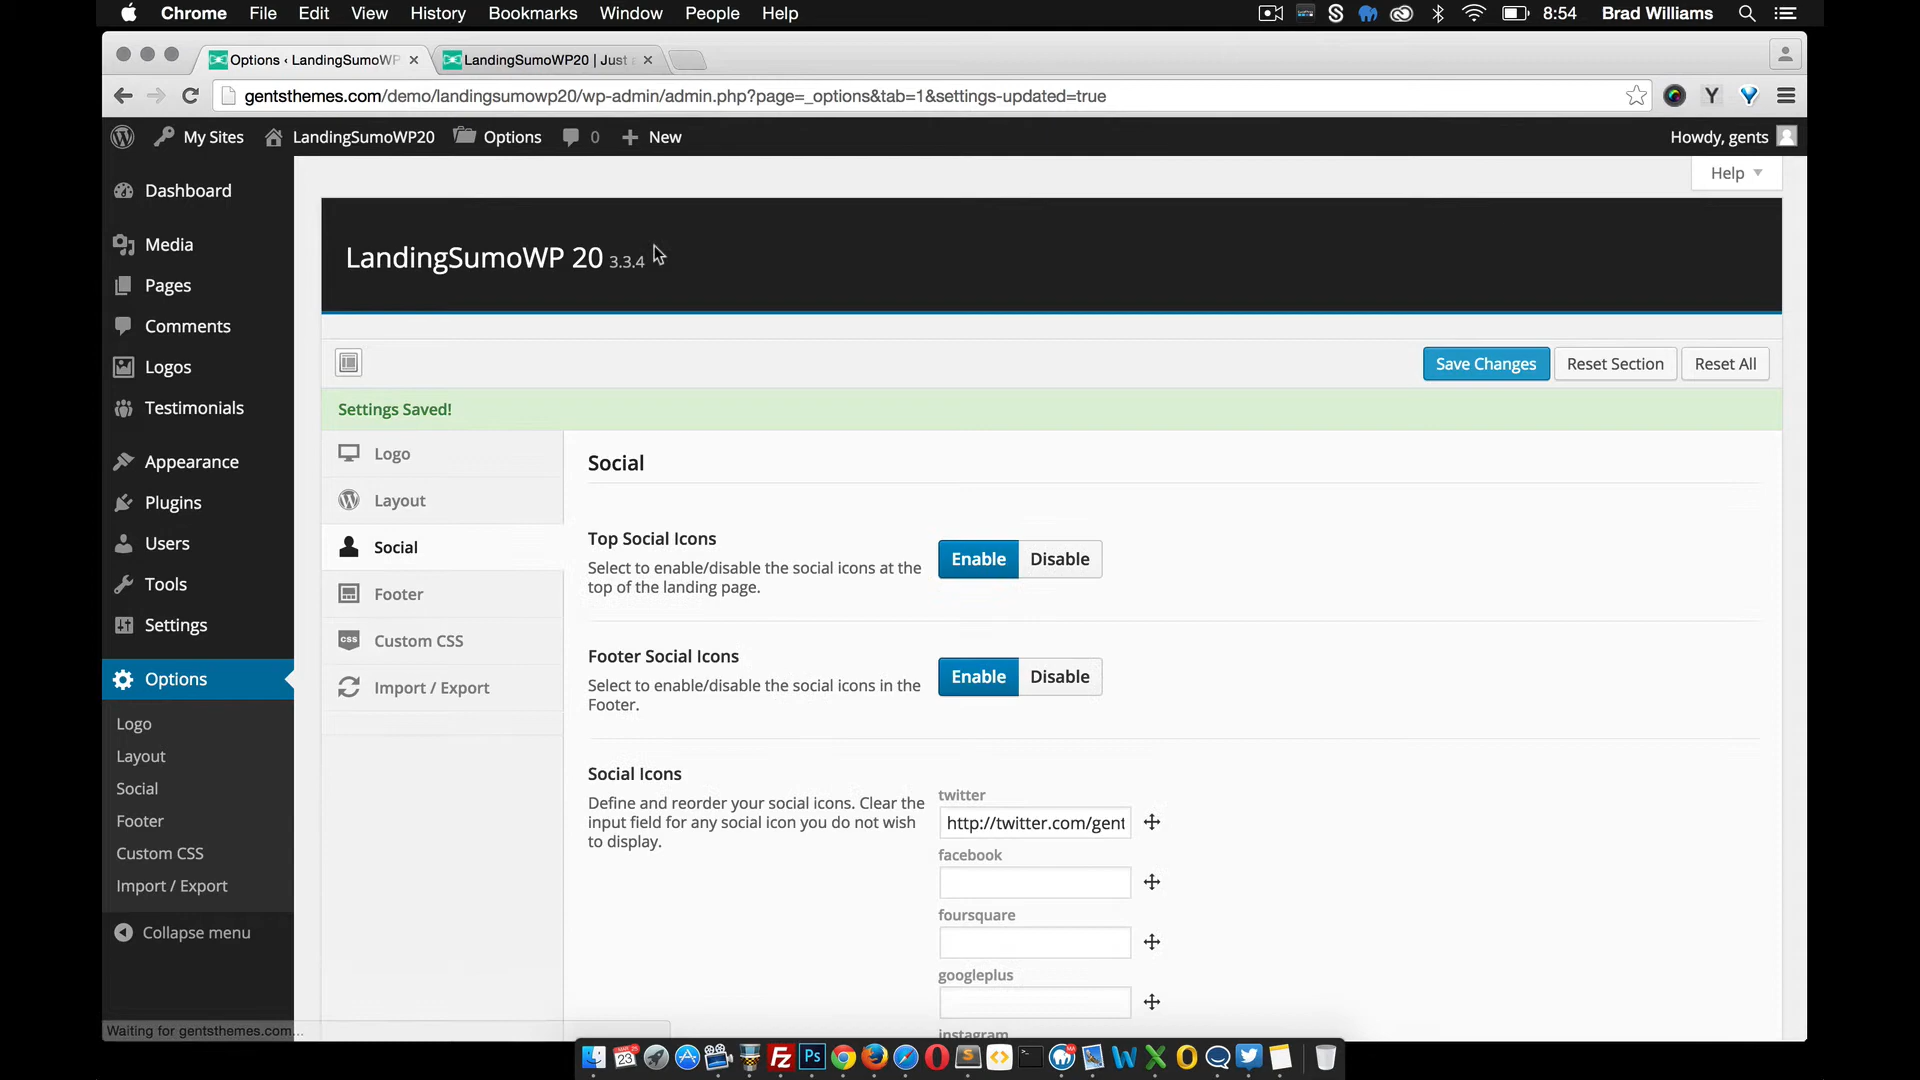 Chrome File Edit View History Bookmarks Window People Help 8:54 Brad Williams
Options ‹ LandingSumoWP
LandingSumoWP20 | Just
gentsthemes.com/demo/landingsumowp20/wp-admin/admin.php?page=_options&tab=1&settings-updated=true
My Sites LandingSumoWP20 Options 0 New Howdy, gents
Help
Dashboard
Media
Pages
Comments
Logos
Testimonials
Appearance
Plugins
Users
Tools
Settings
Options
Logo
Layout
Social
Footer
Custom CSS
Import / Export
Collapse menu
Waiting for gentsthemes.com...
LandingSumoWP 20 3.3.4
Save Changes Reset Section Reset All
Settings Saved!
Logo
Layout
Social
Footer
CSS Custom CSS
Import / Export
Social
Top Social Icons
Select to enable/disable the social icons at the
top of the landing page.
Enable Disable
Footer Social Icons
Select to enable/disable the social icons in the
Footer.
Enable Disable
Social Icons
Define and reorder your social icons. Clear the
input field for any social icon you do not wish
to display.
twitter
http://twitter.com/gent
facebook
foursquare
googleplus
instagram
23
Fz
Ps